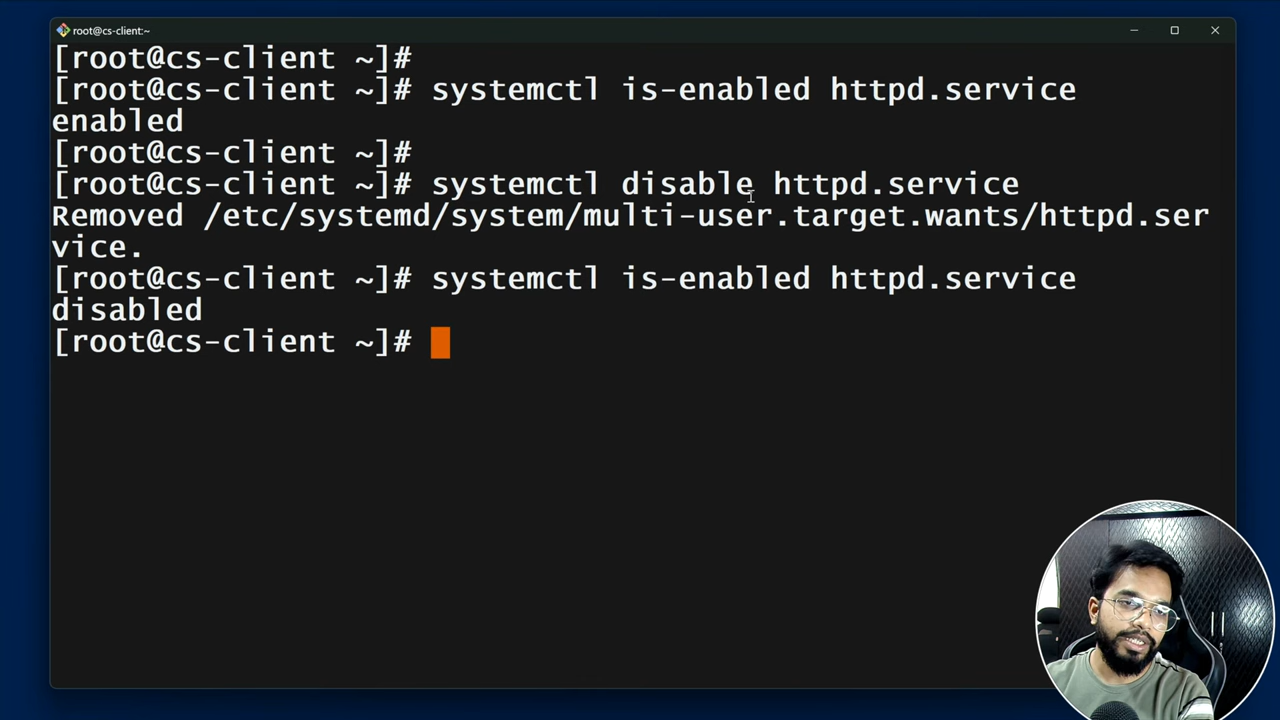 root@cs-client:~
[root@cs-client ~]#
[root@cs-client ~]# systemctl is-enabled httpd.service
enabled
[root@cs-client ~]#
[root@cs-client ~]# systemctl disable httpd.service
Removed /etc/systemd/system/multi-user.target.wants/httpd.ser
vice.
[root@cs-client ~]# systemctl is-enabled httpd.service
disabled
[root@cs-client ~]#